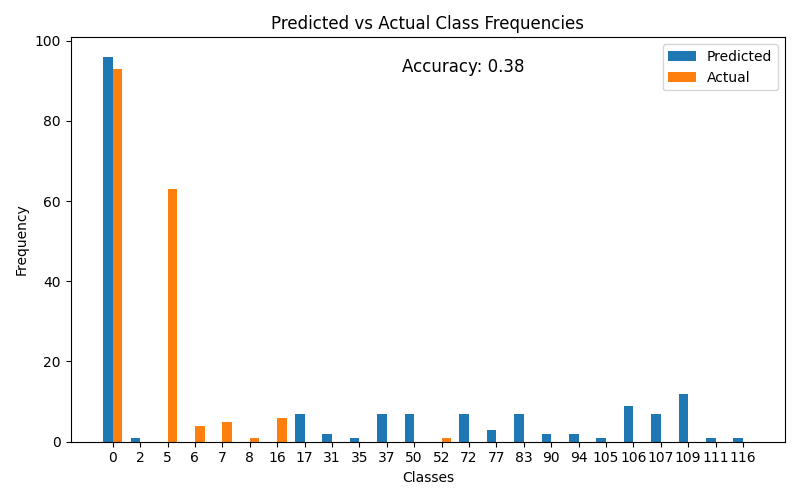 Predicted vs Actual Class Frequencies
Accuracy: 0.38
Predicted
Actual
Frequency
100
80
60
40
20
0
0 2 5 6 7 8 16 17 31 35 37 50 52 72 77 83 90 94 105 106 107 109 111 116
Classes